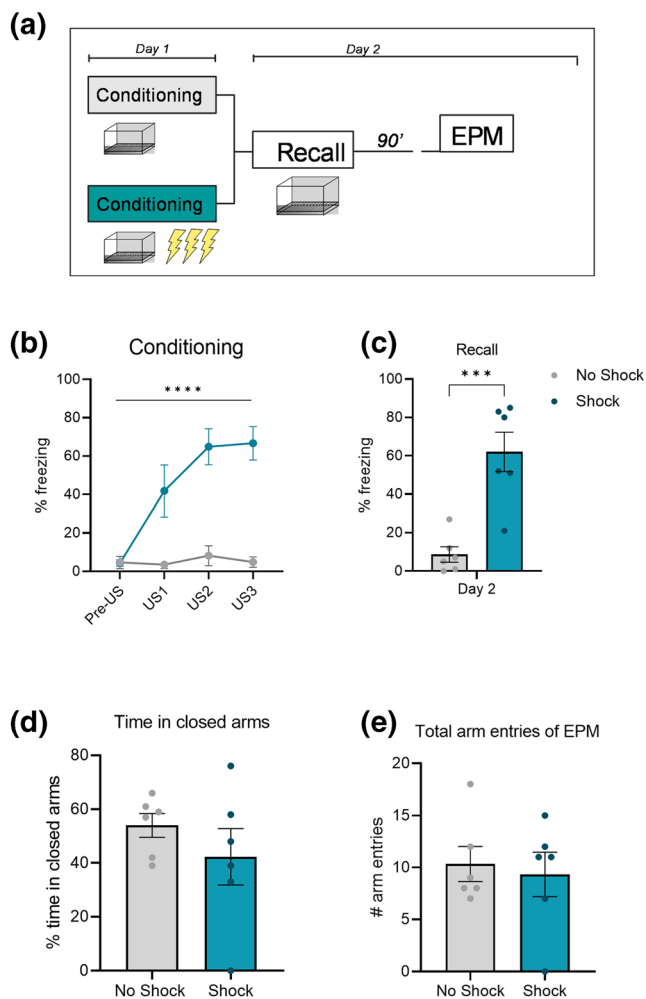 (a)
Day 1
Day 2
Conditioning
Recall
90'
EPM
Conditioning
(b)
Conditioning
****
% freezing
100
80
60
40
20
0
Pre-US
US1
US2
US3
(c)
Recall
***
% freezing
100
80
60
40
20
0
Day 2
No Shock
Shock
(d)
Time in closed arms
% time in closed arms
80
60
40
20
0
No Shock
Shock
(e)
Total arm entries of EPM
# arm entries
20
15
10
5
0
No Shock
Shock